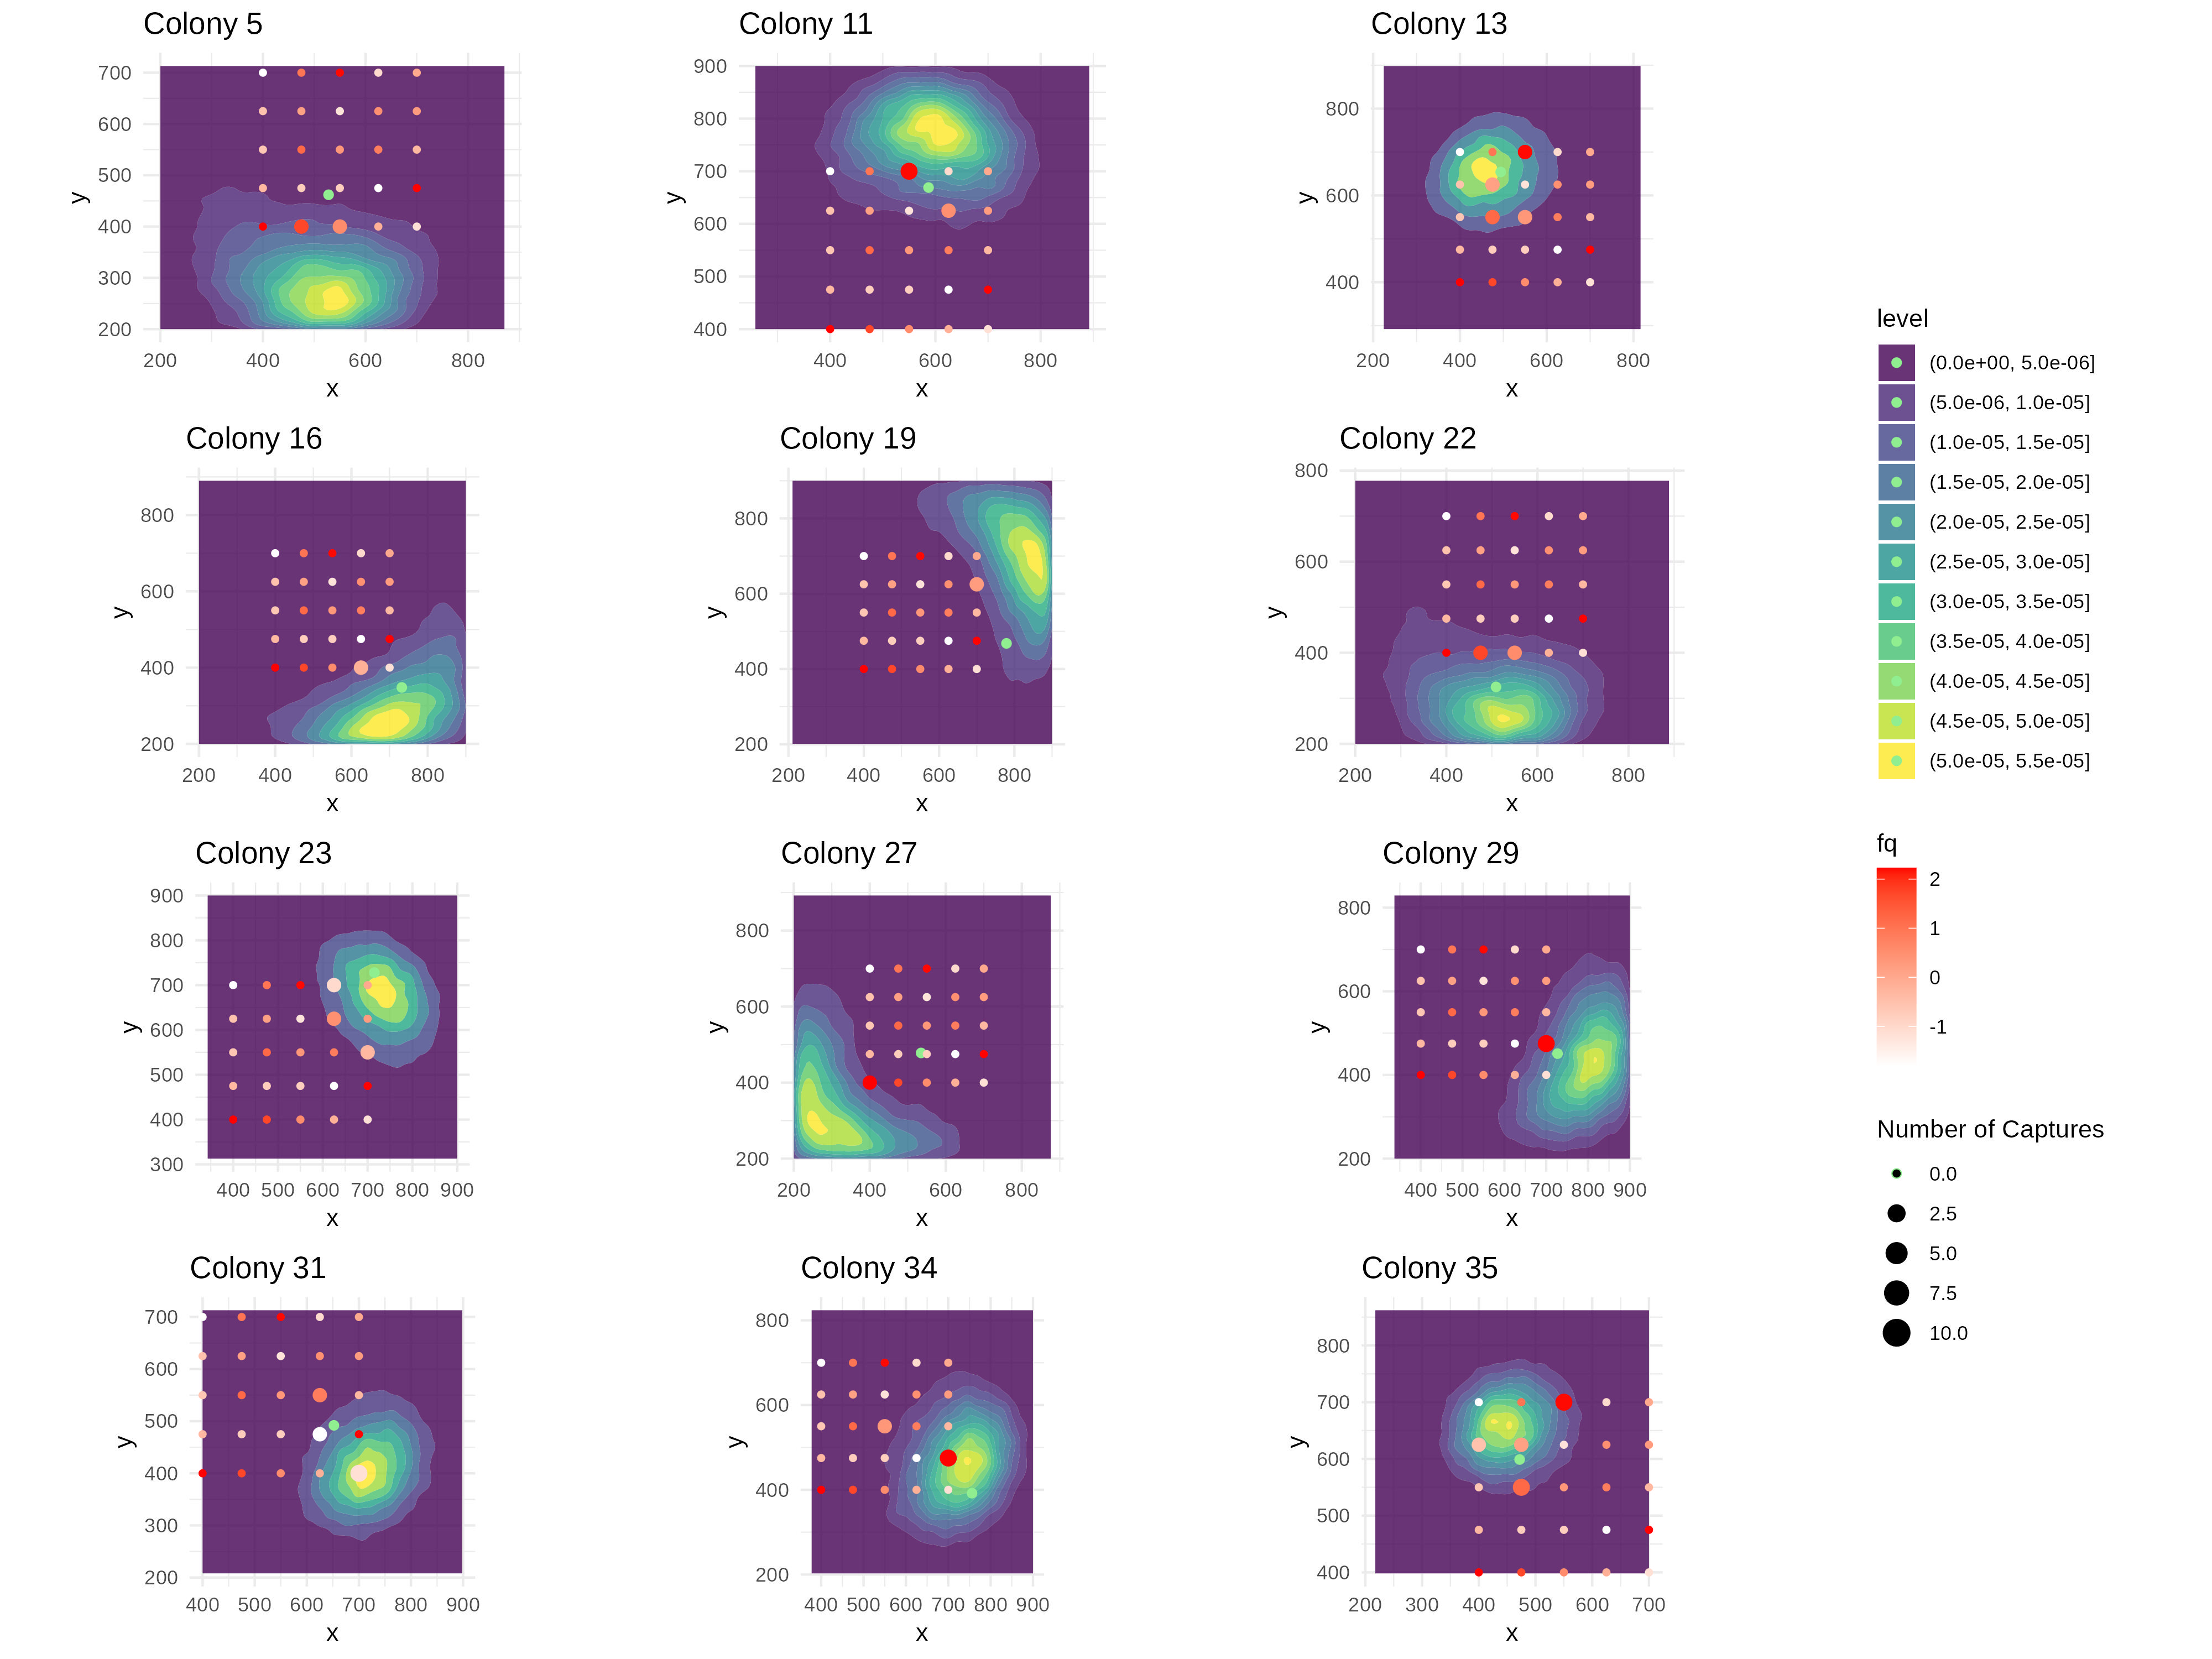 Colony 5
700
600
500
400
300
200
y
200 400 600 800
x
Colony 11
900
800
700
600
500
400
y
400 600 800
x
Colony 13
800
600
400
y
200 400 600 800
x
Colony 16
800
600
400
200
y
200 400 600 800
x
Colony 19
800
600
400
200
y
200 400 600 800
x
Colony 22
800
600
400
200
y
200 400 600 800
x
Colony 23
900
800
700
600
500
400
300
y
400 500 600 700 800 900
x
Colony 27
800
600
400
200
y
200 400 600 800
x
Colony 29
800
600
400
200
y
400 500 600 700 800 900
x
Colony 31
700
600
500
400
300
200
y
400 500 600 700 800 900
x
Colony 34
800
600
400
200
y
400 500 600 700 800 900
x
Colony 35
800
700
600
500
400
y
200 300 400 500 600 700
x
level
(0.0e+00, 5.0e-06]
(5.0e-06, 1.0e-05]
(1.0e-05, 1.5e-05]
(1.5e-05, 2.0e-05]
(2.0e-05, 2.5e-05]
(2.5e-05, 3.0e-05]
(3.0e-05, 3.5e-05]
(3.5e-05, 4.0e-05]
(4.0e-05, 4.5e-05]
(4.5e-05, 5.0e-05]
(5.0e-05, 5.5e-05]
fq
2
1
0
-1
Number of Captures
0.0
2.5
5.0
7.5
10.0